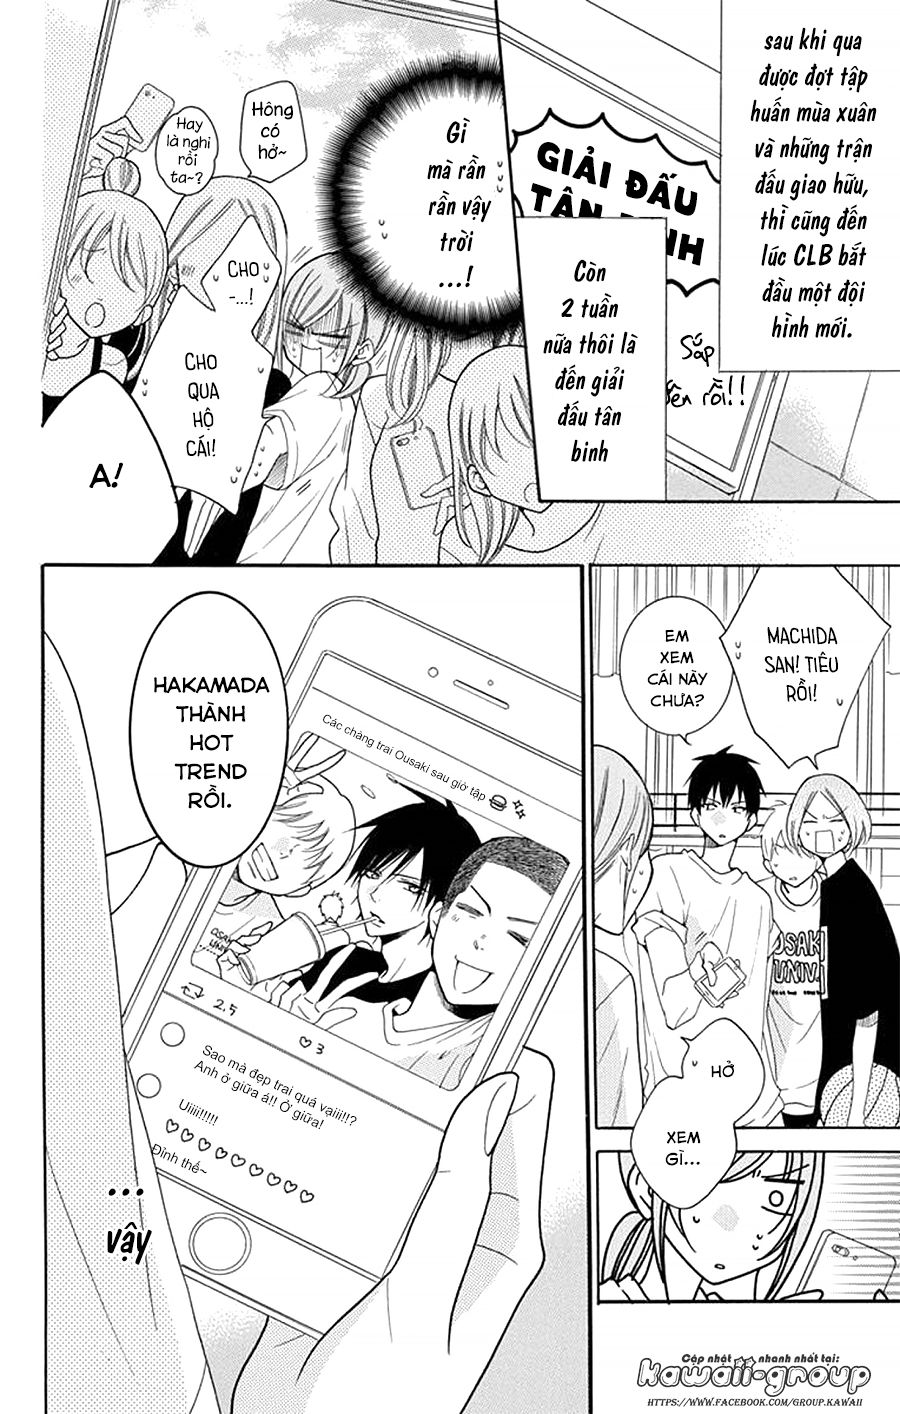 sau khi qua
được đợt tập
huấn mùa xuân
và những trận
đấu giao hữu,
thì cũng đến
lúc CLB bắt
đầu một đội
hình mới.
GIẢI ĐẤU
TÂN
Còn
2 tuần
nữa thôi là
đến giải
đấu tân
binh
Sắp
rồi!!
Gì
mà rần
rần vậy
trời
...!
Hông
có
hở~
Hay
là nghỉ
rồi
ta~?
CHO
-...!
CHO
QUA
HỘ
CÁI!
A!
MACHIDA
SAN! TIÊU
RỒI!
EM
XEM
CÁI NÀY
CHƯA?
OSAKI
UNIV.
HỞ
XEM
GÌ...
HAKAMADA
THÀNH
HOT
TREND
RỒI.
Các chàng trai Ousaki sau giờ tập
2.5
3
Sao mà đẹp trai quá vạiii!!?
Anh ở giữa á!! Ở giữa!
Uiiii!!!!!
♡♡♡♡♡♡♡♡♡
Đỉnh thế~
...
vậy
Cập nhật nhanh nhất tại:
kawaii-group
HTTPS://WWW.FACEBOOK.COM/GROUP.KAWAII